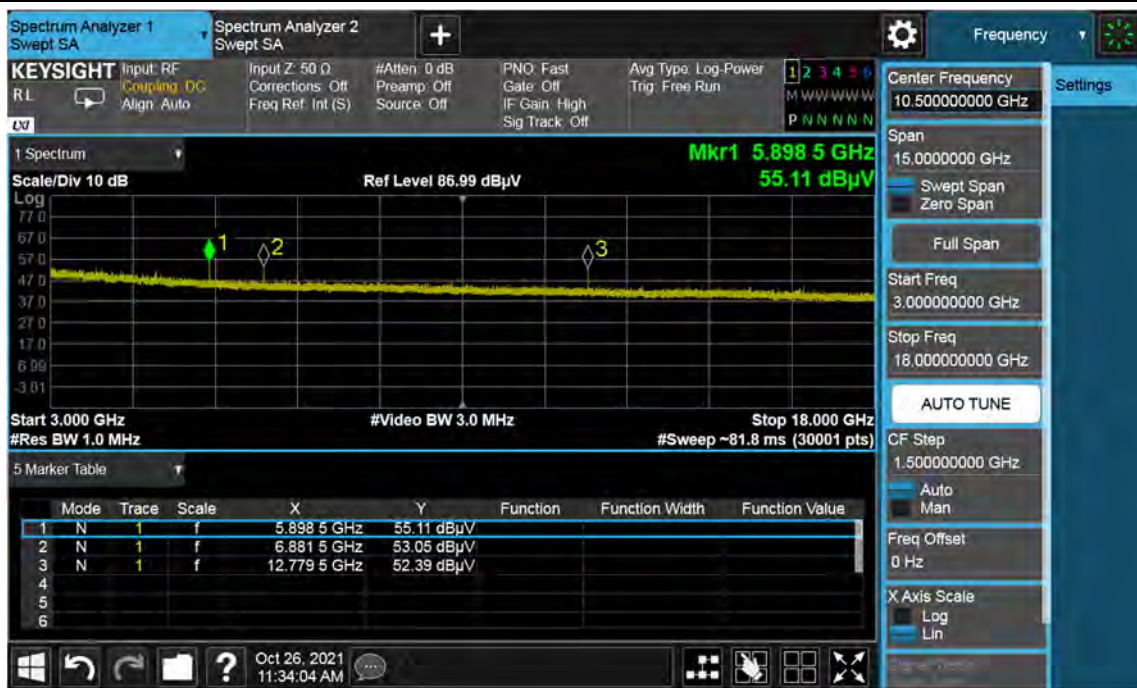 Spectrum Analyzer 1
Swept SA
Spectrum Analyzer 2
Swept SA
+
Frequency
KEYSIGHT
RL
LXI
Input: RF
Coupling: DC
Align: Auto
Input Z: 50 Ω
Corrections: Off
Freq Ref: Int (S)
#Atten: 0 dB
Preamp: Off
Source: Off
PNO: Fast
Gate: Off
IF Gain: High
Sig Track: Off
Avg Type: Log-Power
Trig: Free Run
1 2 3 4 5 6
M W W W W W
P N N N N N
1 Spectrum
Mkr1 5.898 5 GHz
Scale/Div 10 dB
Ref Level 86.99 dBµV
55.11 dBµV
Log
77.0
67.0
57.0
47.0
37.0
27.0
17.0
6.99
-3.01
1
2
3
Start 3.000 GHz
#Video BW 3.0 MHz
Stop 18.000 GHz
#Res BW 1.0 MHz
#Sweep ~81.8 ms (30001 pts)
5 Marker Table
Mode Trace Scale X Y Function Function Width Function Value
1 N 1 f 5.898 5 GHz 55.11 dBµV
2 N 1 f 6.881 5 GHz 53.05 dBµV
3 N 1 f 12.779 5 GHz 52.39 dBµV
4
5
6
?
Oct 26, 2021
11:34:04 AM
Center Frequency
10.500000000 GHz
Settings
Span
15.0000000 GHz
Swept Span
Zero Span
Full Span
Start Freq
3.000000000 GHz
Stop Freq
18.000000000 GHz
AUTO TUNE
CF Step
1.500000000 GHz
Auto
Man
Freq Offset
0 Hz
X Axis Scale
Log
Lin